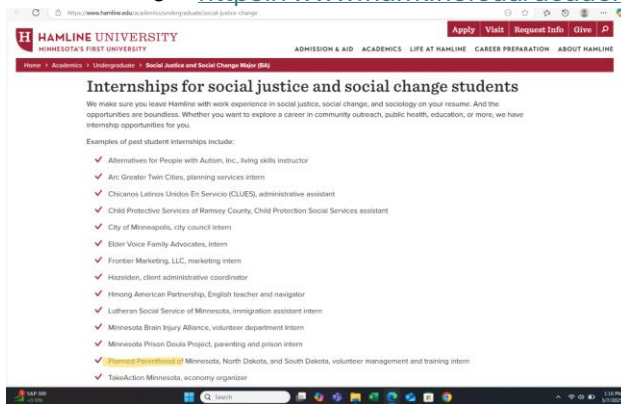 https://www.hamline.edu/academics/undergraduate/social-justice-change
Apply Visit Request Info Give
H HAMLINE UNIVERSITY
MINNESOTA'S FIRST UNIVERSITY
ADMISSION & AID ACADEMICS LIFE AT HAMLINE CAREER PREPARATION ABOUT HAMLINE
Home > Academics > Undergraduate > Social Justice and Social Change Major (BA)
Internships for social justice and social change students
We make sure you leave Hamline with work experience in social justice, social change, and sociology on your resume. And the
opportunities are boundless. Whether you want to explore a career in community outreach, public health, education, or more, we have
internship opportunities for you.
Examples of past student internships include:
Alternatives for People with Autism, Inc., living skills instructor
Arc Greater Twin Cities, planning services intern
Chicanos Latinos Unidos En Servicio (CLUES), administrative assistant
Child Protective Services of Ramsey County, Child Protection Social Services assistant
City of Minneapolis, city council intern
Elder Voice Family Advocates, intern
Frontier Marketing, LLC, marketing intern
Hazelden, client administrative coordinator
Hmong American Partnership, English teacher and navigator
Lutheran Social Service of Minnesota, immigration assistant intern
Minnesota Brain Injury Alliance, volunteer department Intern
Minnesota Prison Doula Project, parenting and prison intern
Planned Parenthood of Minnesota, North Dakota, and South Dakota, volunteer management and training intern
TakeAction Minnesota, economy organizer
S&P 500
Search
1:16 PM